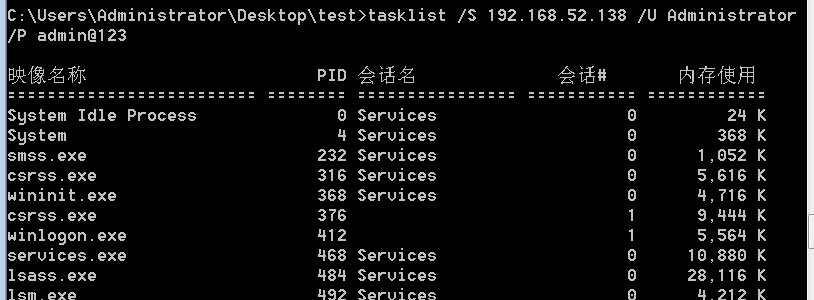 C:\Users\Administrator\Desktop\test>tasklist /S 192.168.52.138 /U Administrator
/P admin@123
映像名称                       PID 会话名              会话#       内存使用
========================= ======== ================ =========== ============
System Idle Process              0 Services                   0         24 K
System                           4 Services                   0        368 K
smss.exe                       232 Services                   0      1,052 K
csrss.exe                      316 Services                   0      5,616 K
wininit.exe                    368 Services                   0      4,716 K
csrss.exe                      376                            1      9,444 K
winlogon.exe                   412                            1      5,564 K
services.exe                   468 Services                   0     10,880 K
lsass.exe                      484 Services                   0     28,116 K
lsm.exe                        492 Services                   0      4,212 K